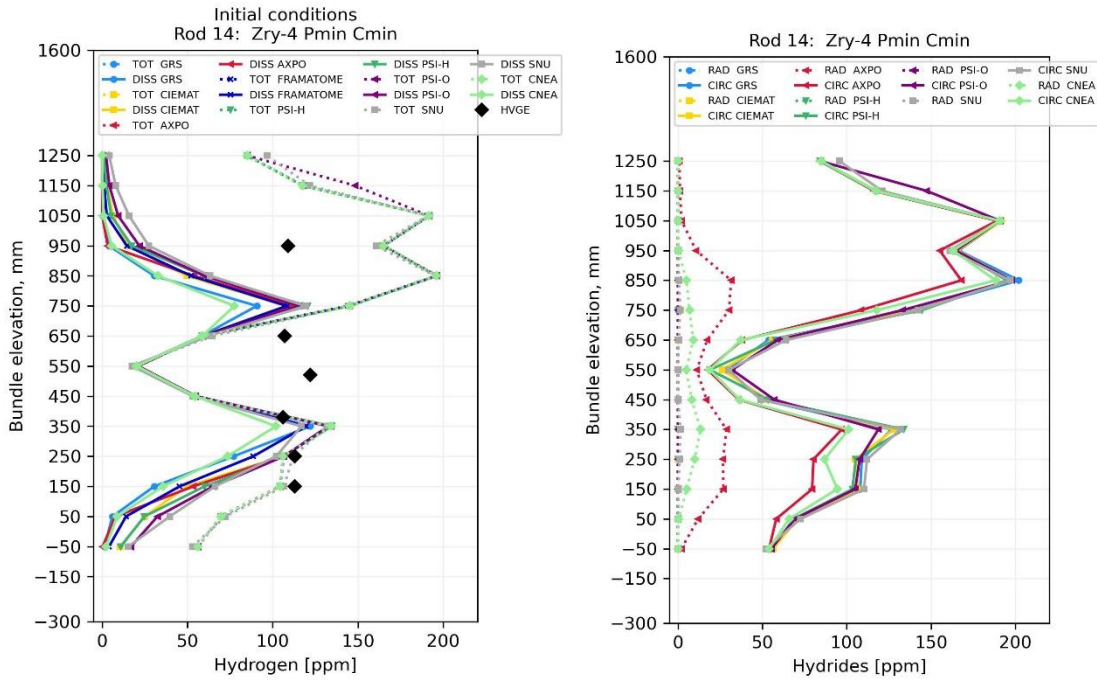 Initial conditions
Rod 14:  Zry-4 Pmin Cmin
TOT  GRS
DISS GRS
TOT  CIEMAT
DISS CIEMAT
TOT  AXPO
DISS AXPO
TOT  FRAMATOME
DISS FRAMATOME
TOT  PSI-H
DISS PSI-H
TOT  PSI-O
DISS PSI-O
TOT  SNU
DISS SNU
TOT  CNEA
DISS CNEA
HVGE
1600
1250
1150
1050
950
850
750
650
550
450
350
250
150
50
−50
−150
−300
Bundle elevation, mm
0 50 100 150 200
Hydrogen [ppm]
Rod 14:  Zry-4 Pmin Cmin
RAD  GRS
CIRC GRS
RAD  CIEMAT
CIRC CIEMAT
RAD  AXPO
CIRC AXPO
RAD  PSI-H
CIRC PSI-H
RAD  PSI-O
CIRC PSI-O
RAD  SNU
CIRC SNU
RAD  CNEA
CIRC CNEA
1600
1250
1150
1050
950
850
750
650
550
450
350
250
150
50
−50
−150
−300
Bundle elevation, mm
0 50 100 150 200
Hydrides [ppm]